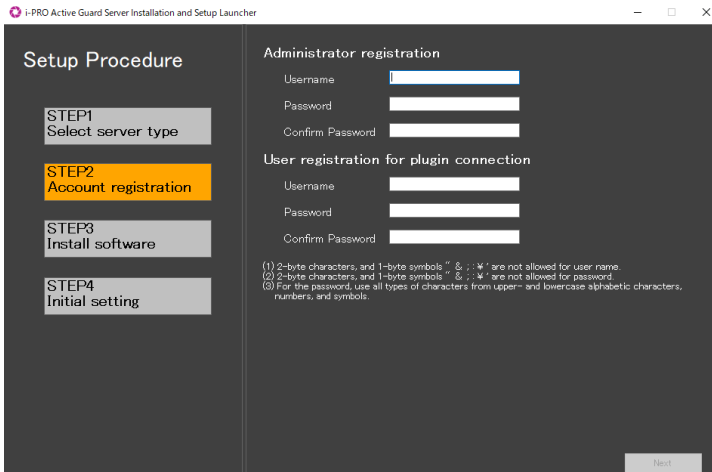 i-PRO Active Guard Server Installation and Setup Launcher
Setup Procedure
STEP1
Select server type
STEP2
Account registration
STEP3
Install software
STEP4
Initial setting
Administrator registration
Username
Password
Confirm Password
User registration for plugin connection
Username
Password
Confirm Password
(1) 2-byte characters, and 1-byte symbols " & ; : ¥ ' are not allowed for user name.
(2) 2-byte characters, and 1-byte symbols " & ; : ¥ ' are not allowed for password.
(3) For the password, use all types of characters from upper- and lowercase alphabetic characters,
numbers, and symbols.
Next